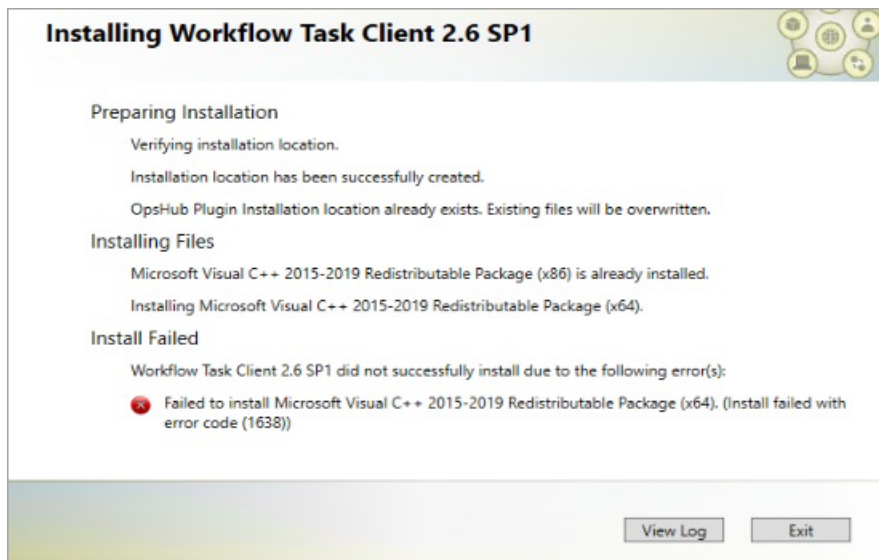 Installing Workflow Task Client 2.6 SP1
Preparing Installation
Verifying installation location.
Installation location has been successfully created.
OpsHub Plugin Installation location already exists. Existing files will be overwritten.
Installing Files
Microsoft Visual C++ 2015-2019 Redistributable Package (x86) is already installed.
Installing Microsoft Visual C++ 2015-2019 Redistributable Package (x64).
Install Failed
Workflow Task Client 2.6 SP1 did not successfully install due to the following error(s):
Failed to install Microsoft Visual C++ 2015-2019 Redistributable Package (x64). (Install failed with
error code (1638))
View Log
Exit